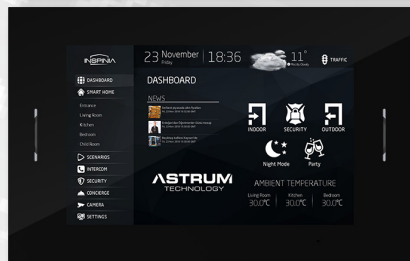 INSPINIA
23 November
Friday
18:36
11°
Mostly Cloudy
TRAFFIC
DASHBOARD
SMART HOME
Entrance
Living Room
Kitchen
Bedroom
Child Room
SCENARIOS
INTERCOM
SECURITY
CONCIERGE
CAMERA
SETTINGS
DASHBOARD
NEWS
INDOOR
SECURITY
OUTDOOR
Night Mode
Party
ASTRUM
TECHNOLOGY
AMBIENT TEMPERATURE
Living Room
Kitchen
Bedroom
30.0°C
30.0°C
30.0°C